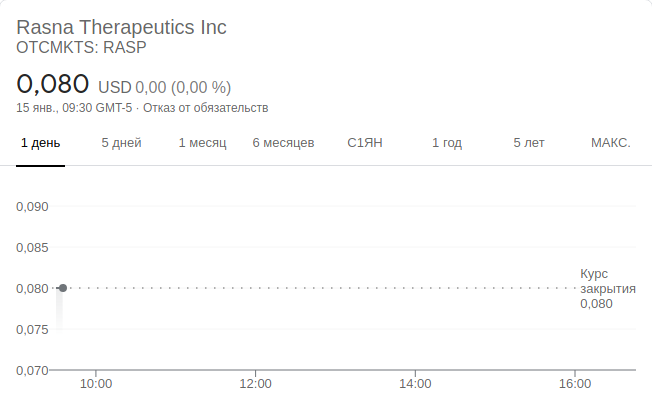 Rasna Therapeutics Inc
OTCMKTS: RASP
0,080 USD 0,00 (0,00 %)
15 янв., 09:30 GMT-5 · Отказ от обязательств
1 день 5 дней 1 месяц 6 месяцев С1ЯН 1 год 5 лет МАКС.
0,090
0,085
Курс
0,080 закрытия
0,080
0,075
0,070
10:00 12:00 14:00 16:00